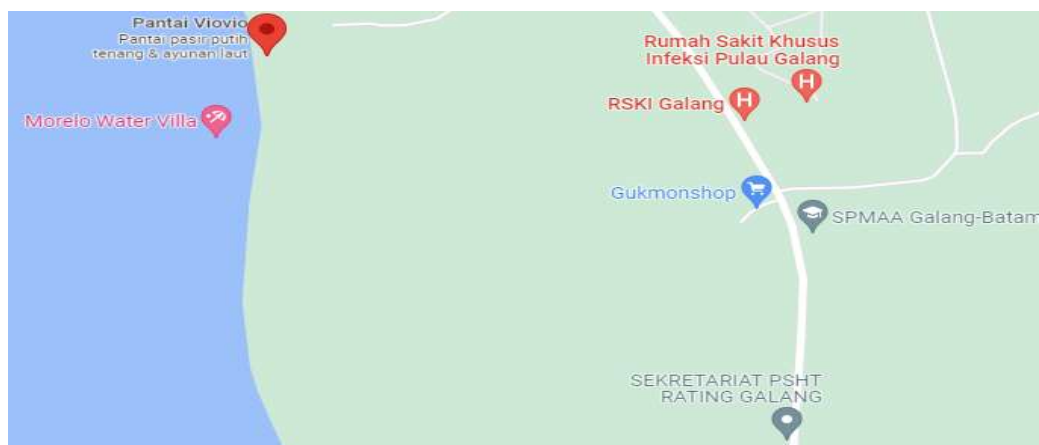 Pantai Viovio
Pantai pasir putih
tenang & ayunan laut
Rumah Sakit Khusus
Infeksi Pulau Galang
H
RSKI Galang
H
Morelo Water Villa
Gukmonshop
SPMAA Galang-Batam
SEKRETARIAT PSHT
RATING GALANG